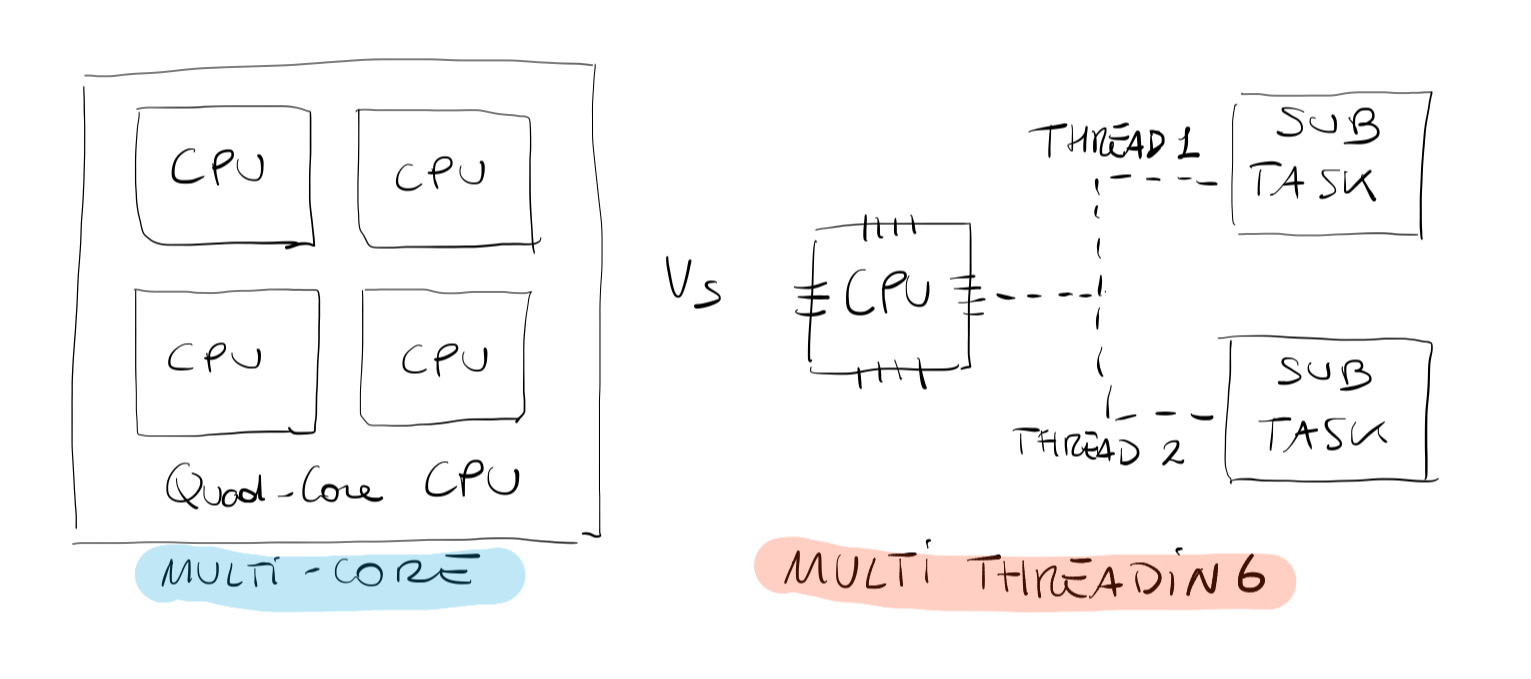 CPU CPU
CPU CPU
Quad-Core CPU
MULTI-CORE
Vs
CPU
THREAD 1
SUB
TASK
THREAD 2
SUB
TASK
MULTI THREADING